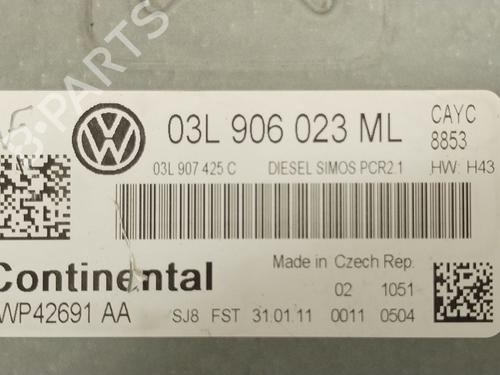 B-PARTS
03L 906 023 ML
CAYC
8853
03L 907 425 C DIESEL SIMOS PCR2.1 HW: H43
Continental
Made in Czech Rep.
02 1051
WP42691 AA SJ8 FST 31.01.11 0011 0504